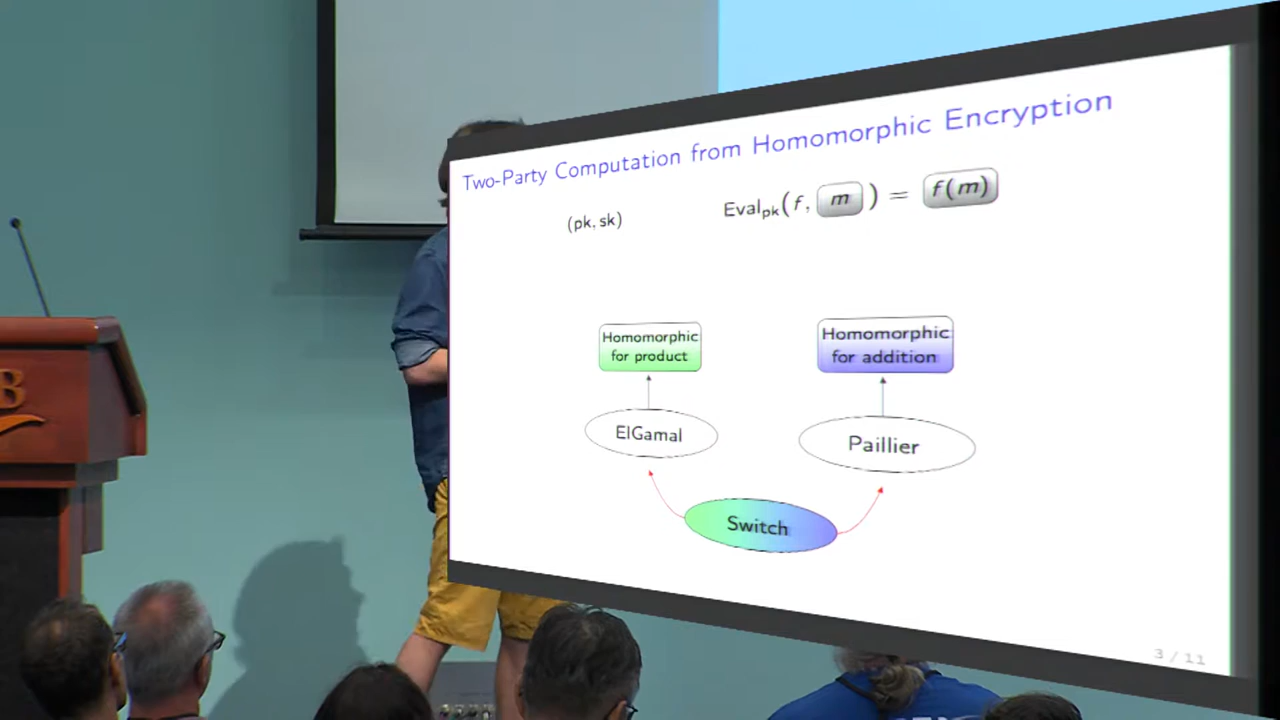 Two-Party Computation from Homomorphic Encryption
(pk, sk)
Eval_pk(f, m) = f(m)
Homomorphic
for product
Homomorphic
for addition
ElGamal
Paillier
Switch
3 / 11
B